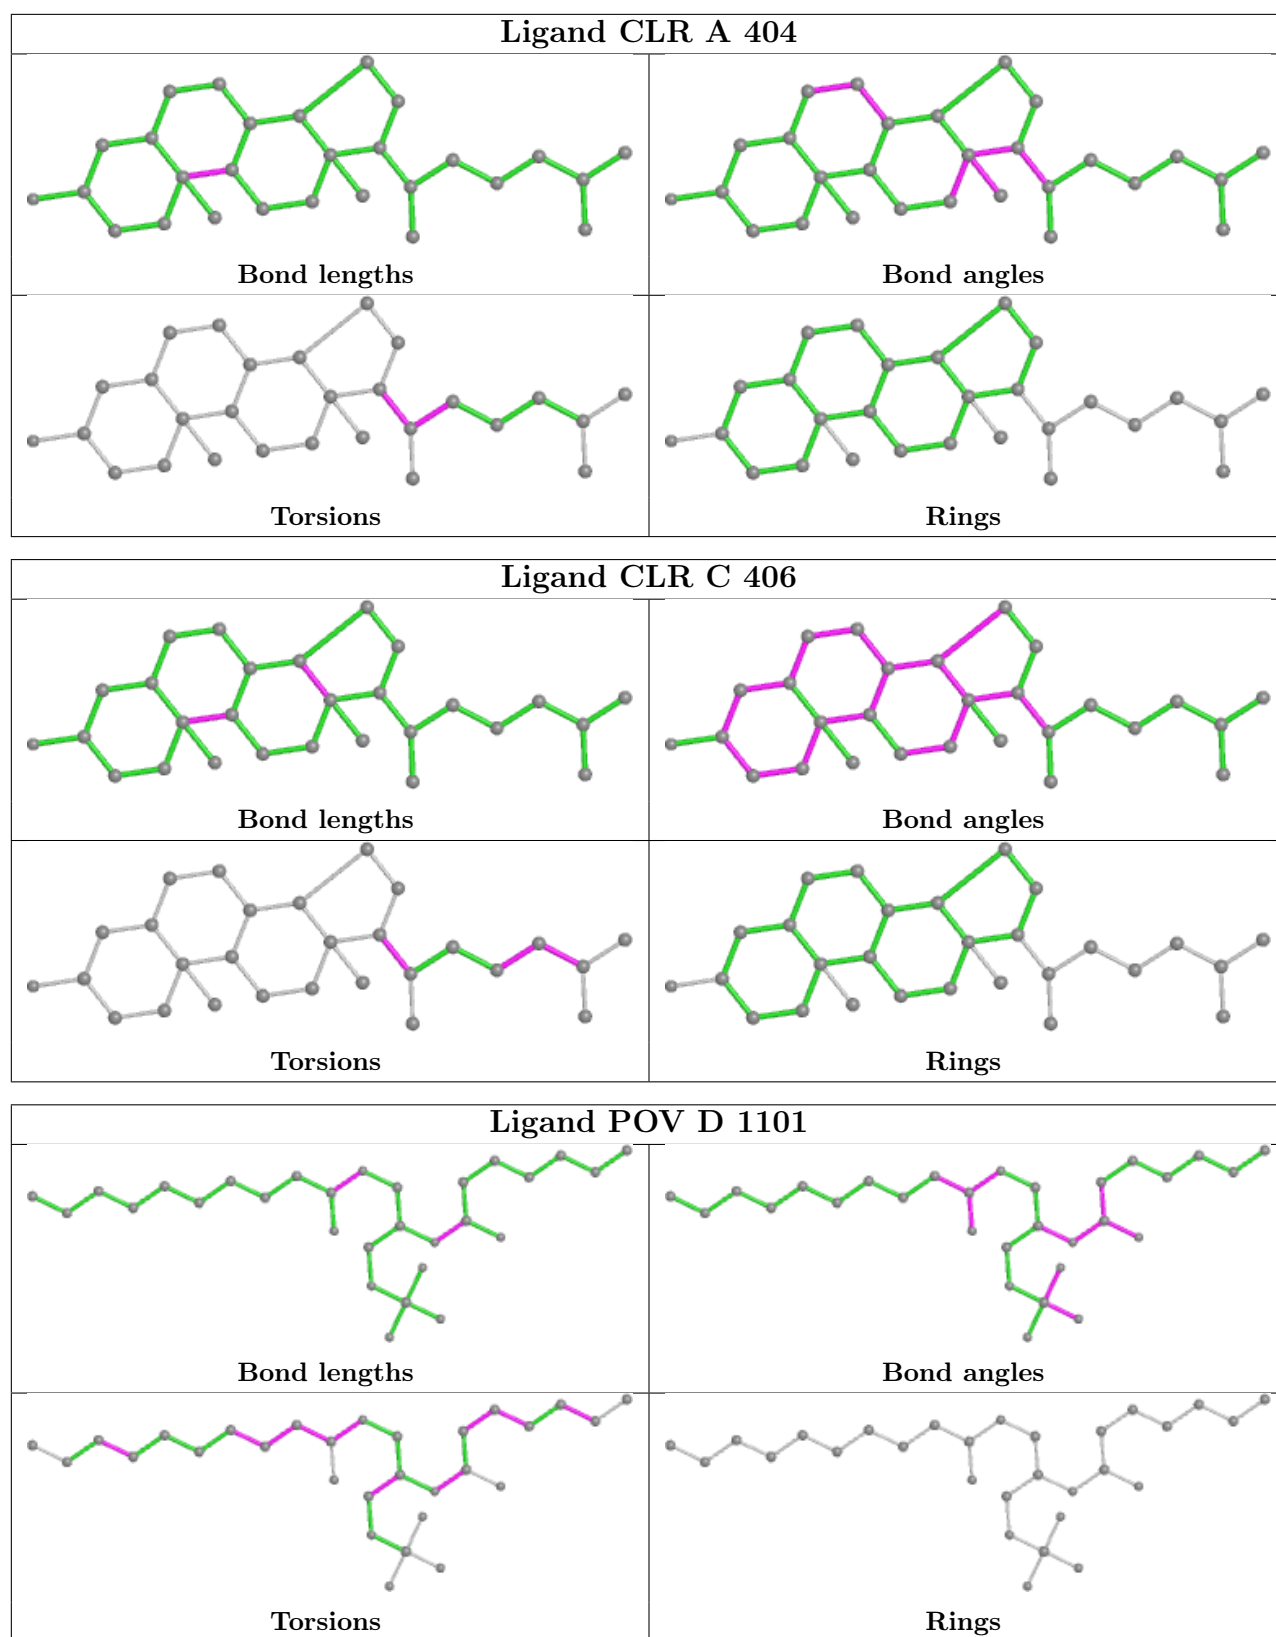 Ligand CLR A 404
Bond lengths
Bond angles
Torsions
Rings
Ligand CLR C 406
Bond lengths
Bond angles
Torsions
Rings
Ligand POV D 1101
Bond lengths
Bond angles
Torsions
Rings